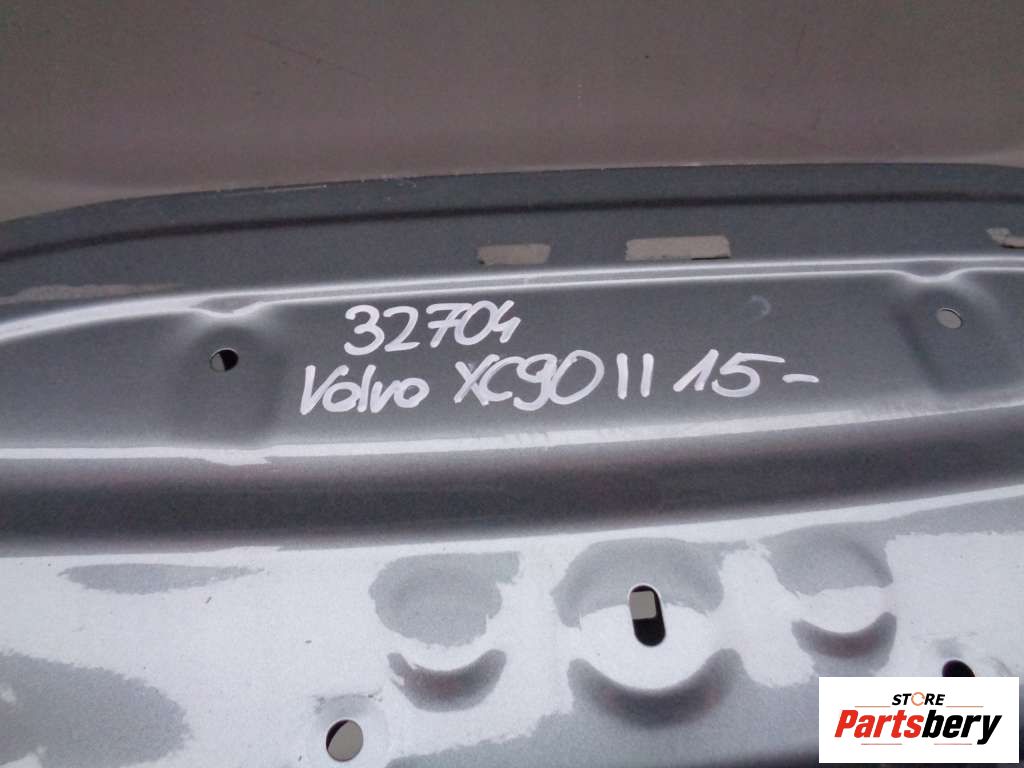 32704
Volvo XC90 II 15-
STORE
Partsbery